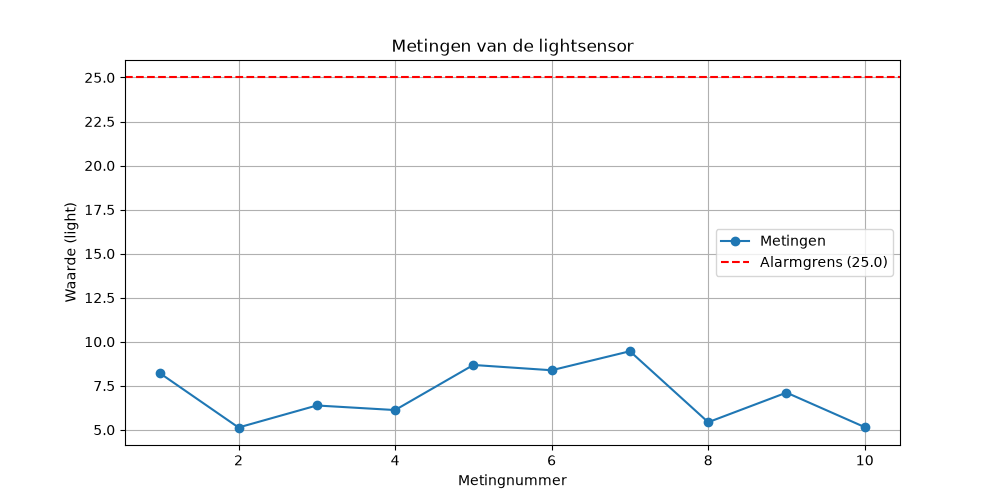 Metingen van de lightsensor
25.0
22.5
20.0
17.5
15.0
12.5
10.0
7.5
5.0
Waarde (light)
Metingen
Alarmgrens (25.0)
2 4 6 8 10
Metingnummer